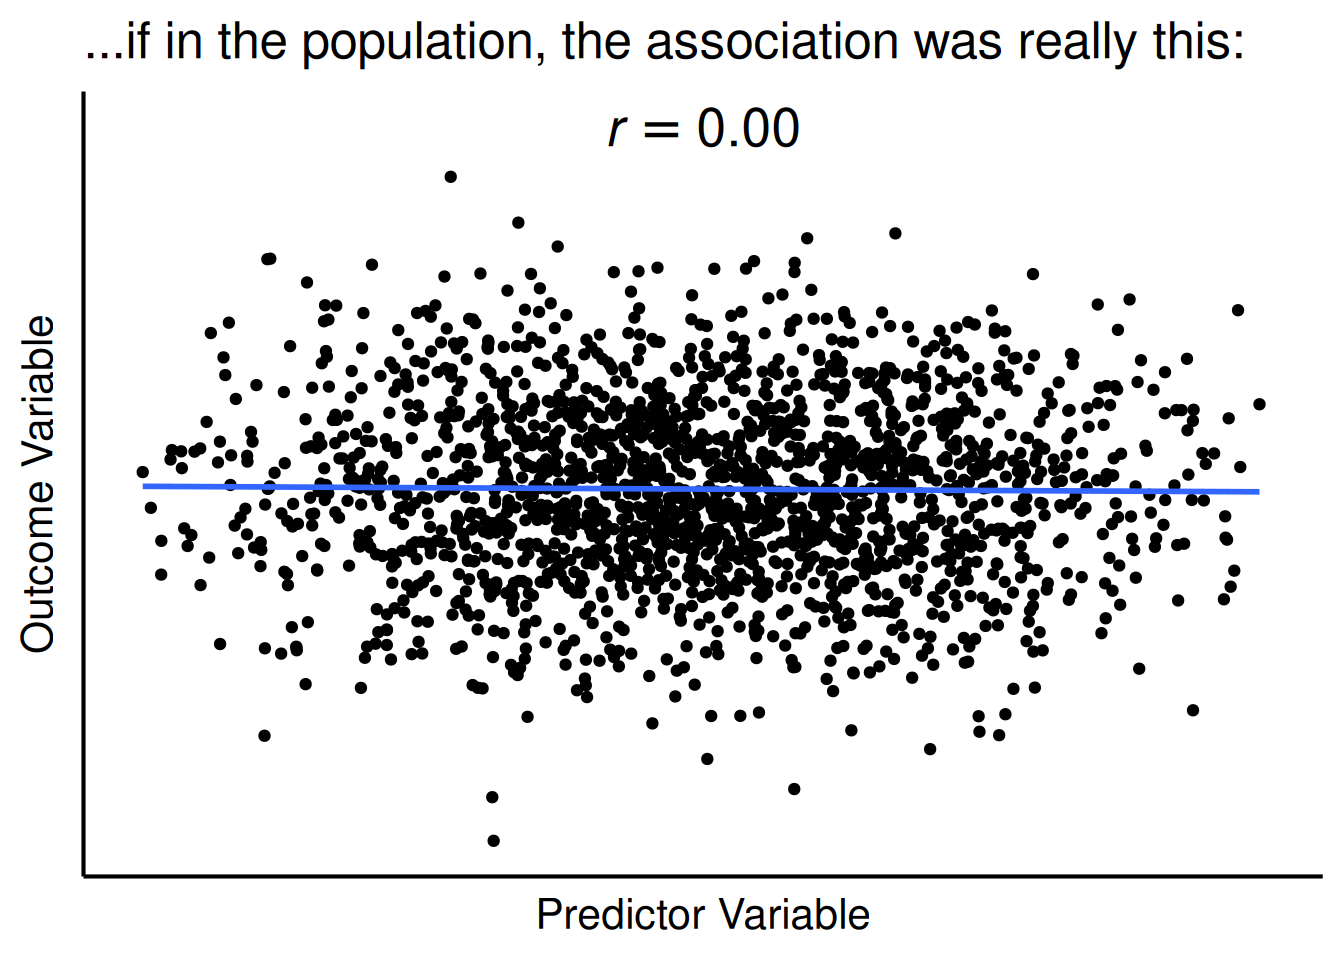 ...if in the population, the association was really this:
r = 0.00
Outcome Variable
Predictor Variable